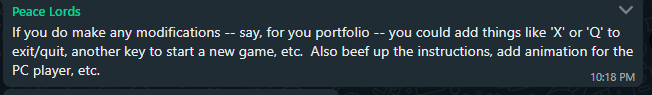 Peace Lords
If you do make any modifications -- say, for you portfolio -- you could add things like 'X' or 'Q' to
exit/quit, another key to start a new game, etc.  Also beef up the instructions, add animation for the
PC player, etc.
10:18 PM